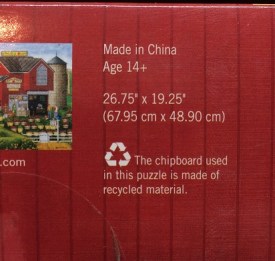 Made in China
Age 14+
26.75" x 19.25"
(67.95 cm x 48.90 cm)
.com
The chipboard used
in this puzzle is made of
recycled material.